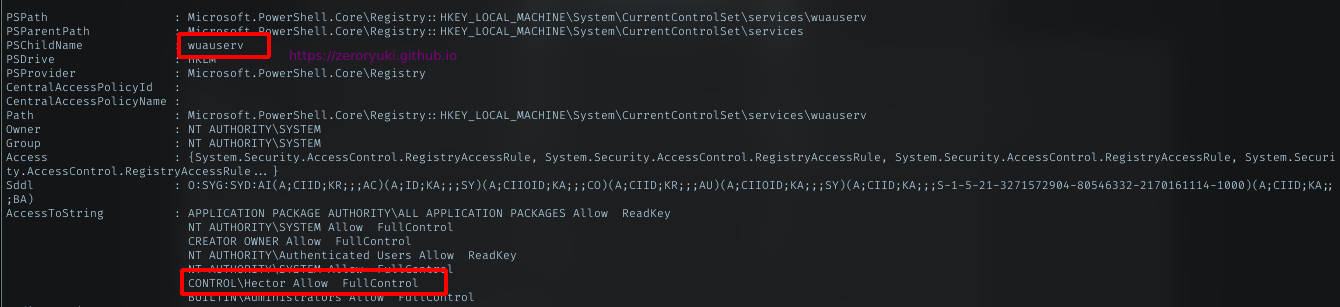 PSPath : Microsoft.PowerShell.Core\Registry::HKEY_LOCAL_MACHINE\System\CurrentControlSet\services\wuauserv
PSParentPath : Microsoft.PowerShell.Core\Registry::HKEY_LOCAL_MACHINE\System\CurrentControlSet\services
PSChildName : wuauserv
https://zeroryuki.github.io
PSDrive : HKLM
PSProvider : Microsoft.PowerShell.Core\Registry
CentralAccessPolicyId :
CentralAccessPolicyName :
Path : Microsoft.PowerShell.Core\Registry::HKEY_LOCAL_MACHINE\System\CurrentControlSet\services\wuauserv
Owner : NT AUTHORITY\SYSTEM
Group : NT AUTHORITY\SYSTEM
Access : {System.Security.AccessControl.RegistryAccessRule, System.Security.AccessControl.RegistryAccessRule, System.Security.AccessControl.RegistryAccessRule, System.Securi
ty.AccessControl.RegistryAccessRule...}
Sddl : O:SYG:SYD:AI(A;CIID;KR;;;AC)(A;ID;KA;;;SY)(A;CIIOID;KA;;;CO)(A;CIID;KR;;;AU)(A;CIIOID;KA;;;SY)(A;CIID;KA;;;S-1-5-21-3271572904-80546332-2170161114-1000)(A;CIID;KA;;
;BA)
AccessToString : APPLICATION PACKAGE AUTHORITY\ALL APPLICATION PACKAGES Allow ReadKey
NT AUTHORITY\SYSTEM Allow FullControl
CREATOR OWNER Allow FullControl
NT AUTHORITY\Authenticated Users Allow ReadKey
NT AUTHORITY\SYSTEM Allow FullControl
CONTROL\Hector Allow FullControl
BUILTIN\Administrators Allow FullControl